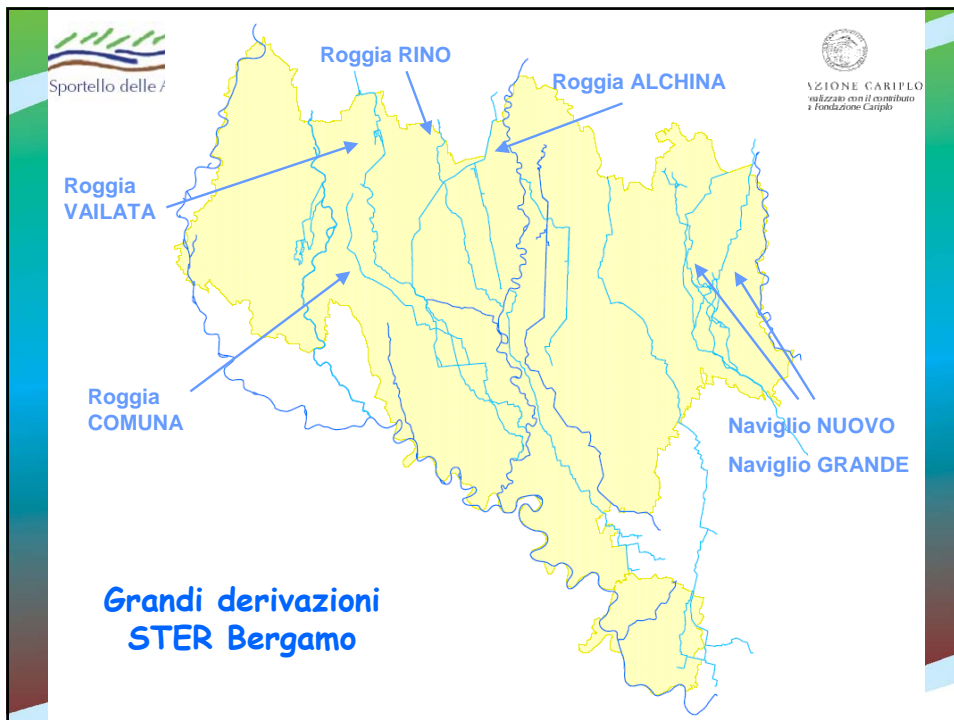 Sportello delle
Roggia RINO
Roggia ALCHINA
AZIONE CARIPLO
realizzato con il contributo
a Fondazione Cariplo
Roggia
VAILATA
Roggia
COMUNA
Naviglio NUOVO
Naviglio GRANDE
Grandi derivazioni
STER Bergamo